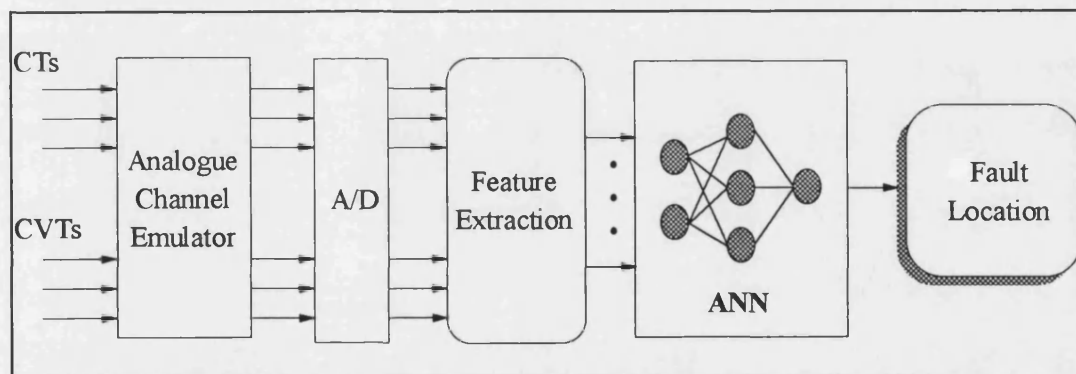 CTs
CVTs
Analogue
Channel
Emulator
A/D
Feature
Extraction
ANN
Fault
Location